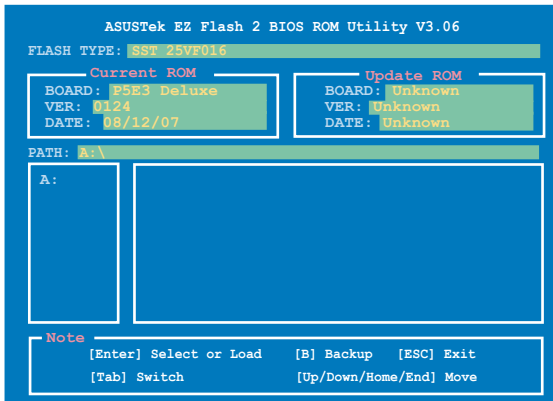 ASUSTek EZ Flash 2 BIOS ROM Utility V3.06
FLASH TYPE: SST 25VF016
Current ROM
BOARD: P5E3 Deluxe
VER: 0124
DATE: 08/12/07
Update ROM
BOARD: Unknown
VER: Unknown
DATE: Unknown
PATH: A:\
A:
Note
[Enter] Select or Load [B] Backup [ESC] Exit
[Tab] Switch [Up/Down/Home/End] Move